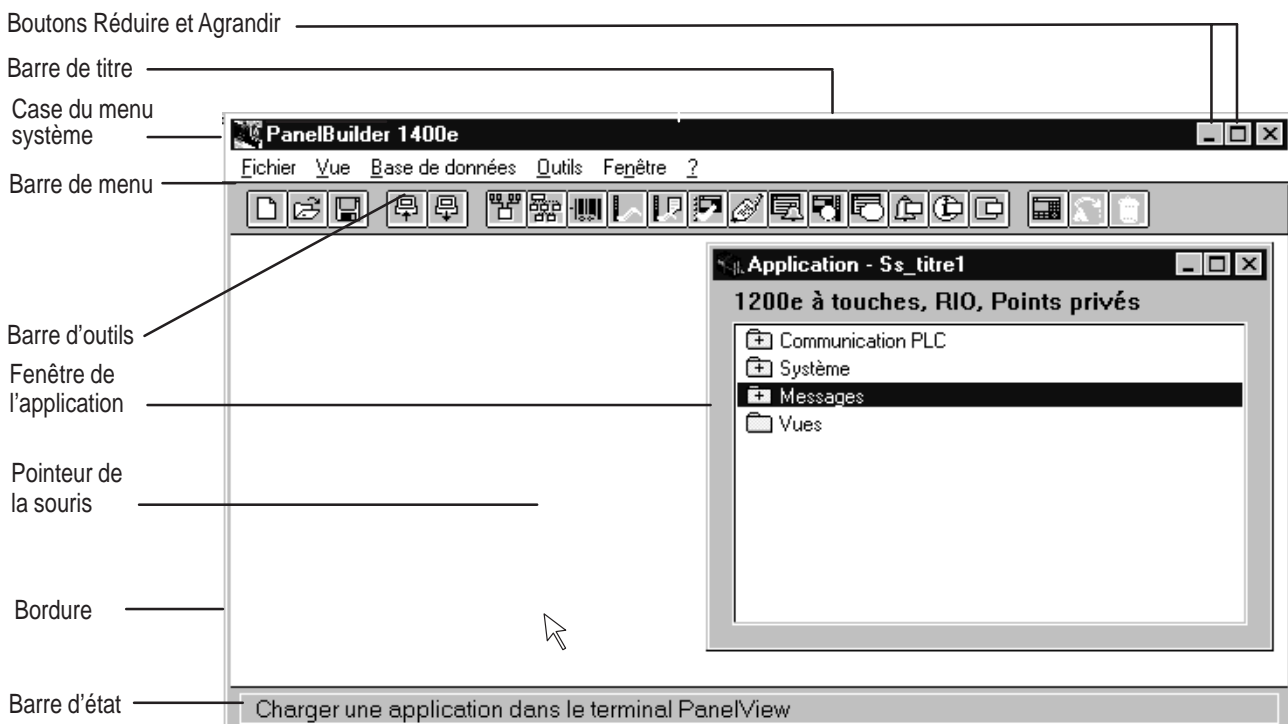 Boutons Réduire et Agrandir
Barre de titre
Case du menu
système
PanelBuilder 1400e
Fichier Vue Base de données Outils Fenêtre ?
Barre de menu
Application - Ss_titre1
1200e à touches, RIO, Points privés
Barre d'outils
Communication PLC
Système
Fenêtre de
l'application
Messages
Vues
Pointeur de
la souris
Bordure
Barre d'état
Charger une application dans le terminal PanelView